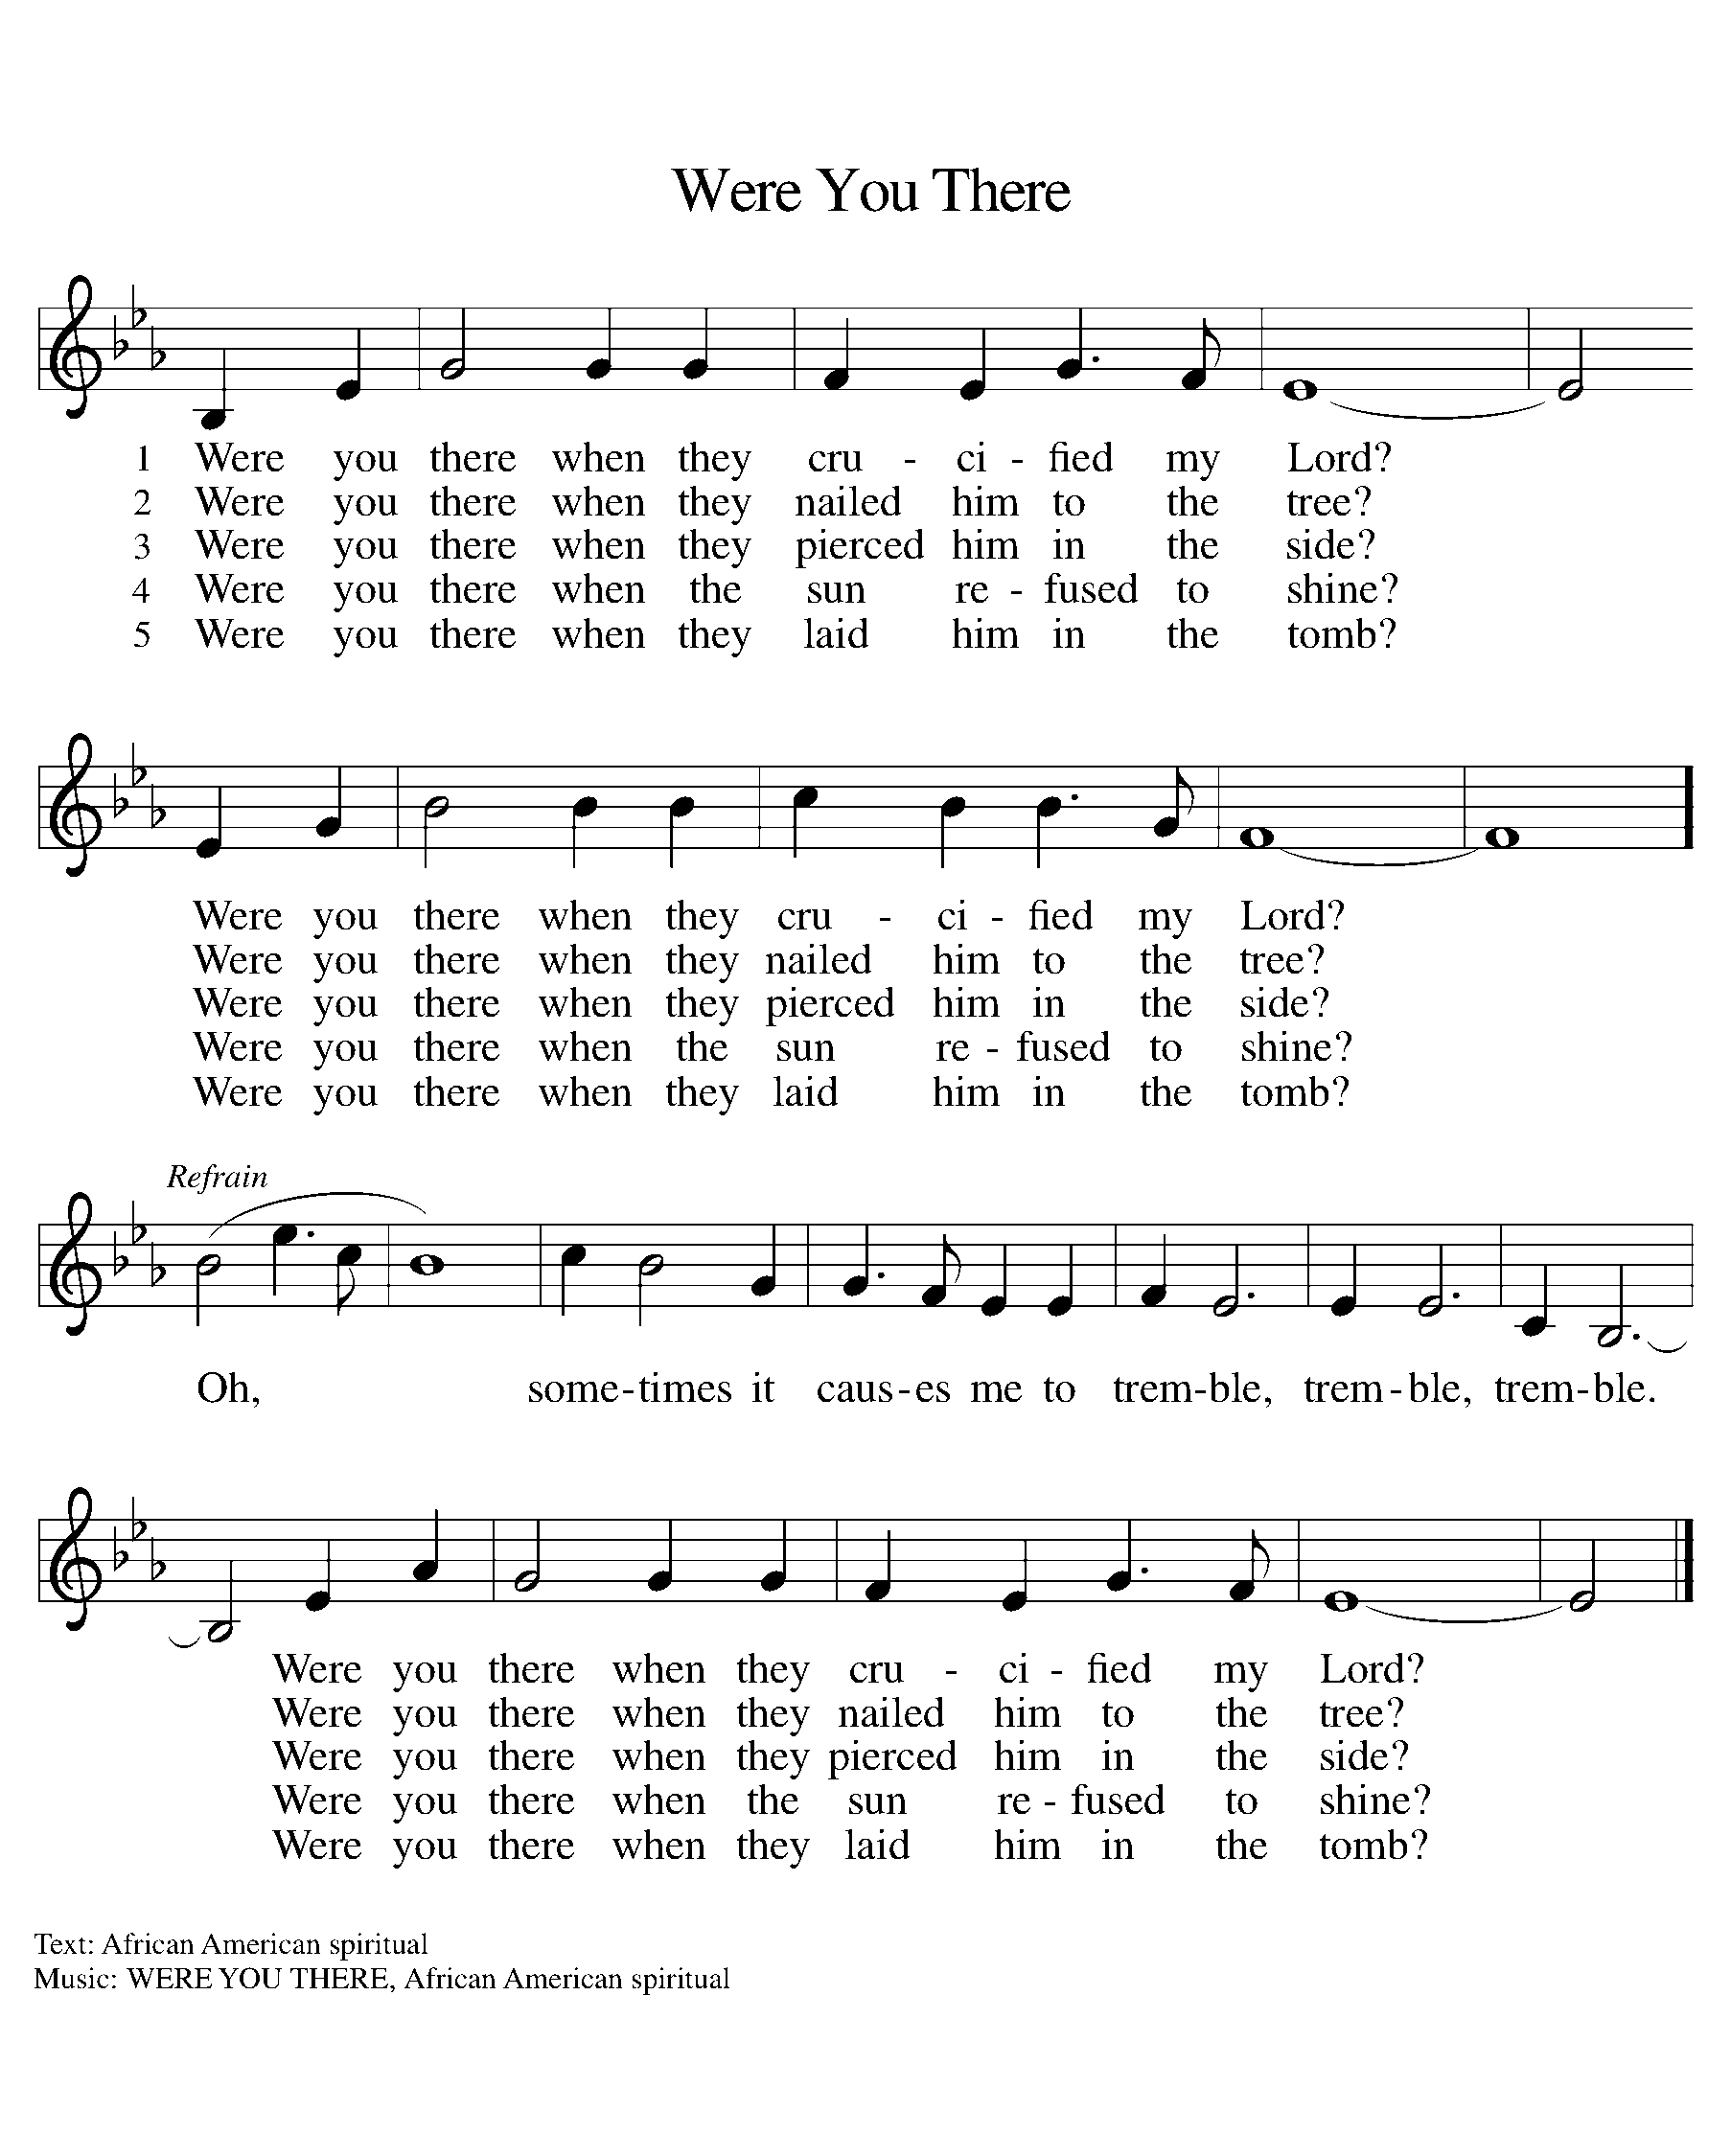 Were You There
1 Were you there when they cru - ci - fied my Lord?
2 Were you there when they nailed him to the tree?
3 Were you there when they pierced him in the side?
4 Were you there when the sun re - fused to shine?
5 Were you there when they laid him in the tomb?
Were you there when they cru - ci - fied my Lord?
Were you there when they nailed him to the tree?
Were you there when they pierced him in the side?
Were you there when the sun re - fused to shine?
Were you there when they laid him in the tomb?
Refrain
Oh, some - times it caus - es me to trem - ble, trem - ble, trem - ble.
Were you there when they cru - ci - fied my Lord?
Were you there when they nailed him to the tree?
Were you there when they pierced him in the side?
Were you there when the sun re - fused to shine?
Were you there when they laid him in the tomb?
Text: African American spiritual
Music: WERE YOU THERE, African American spiritual